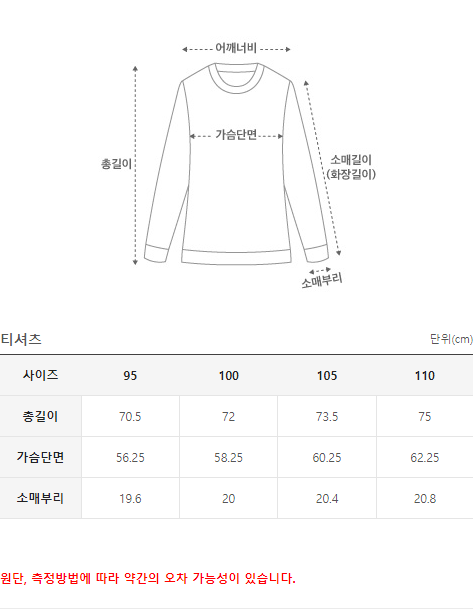 어깨너비
가슴단면
총길이
소매길이
(화장길이)
소매부리
티셔츠 단위(cm)
사이즈 95 100 105 110
총길이 70.5 72 73.5 75
가슴단면 56.25 58.25 60.25 62.25
소매부리 19.6 20 20.4 20.8
원단, 측정방법에 따라 약간의 오차 가능성이 있습니다.